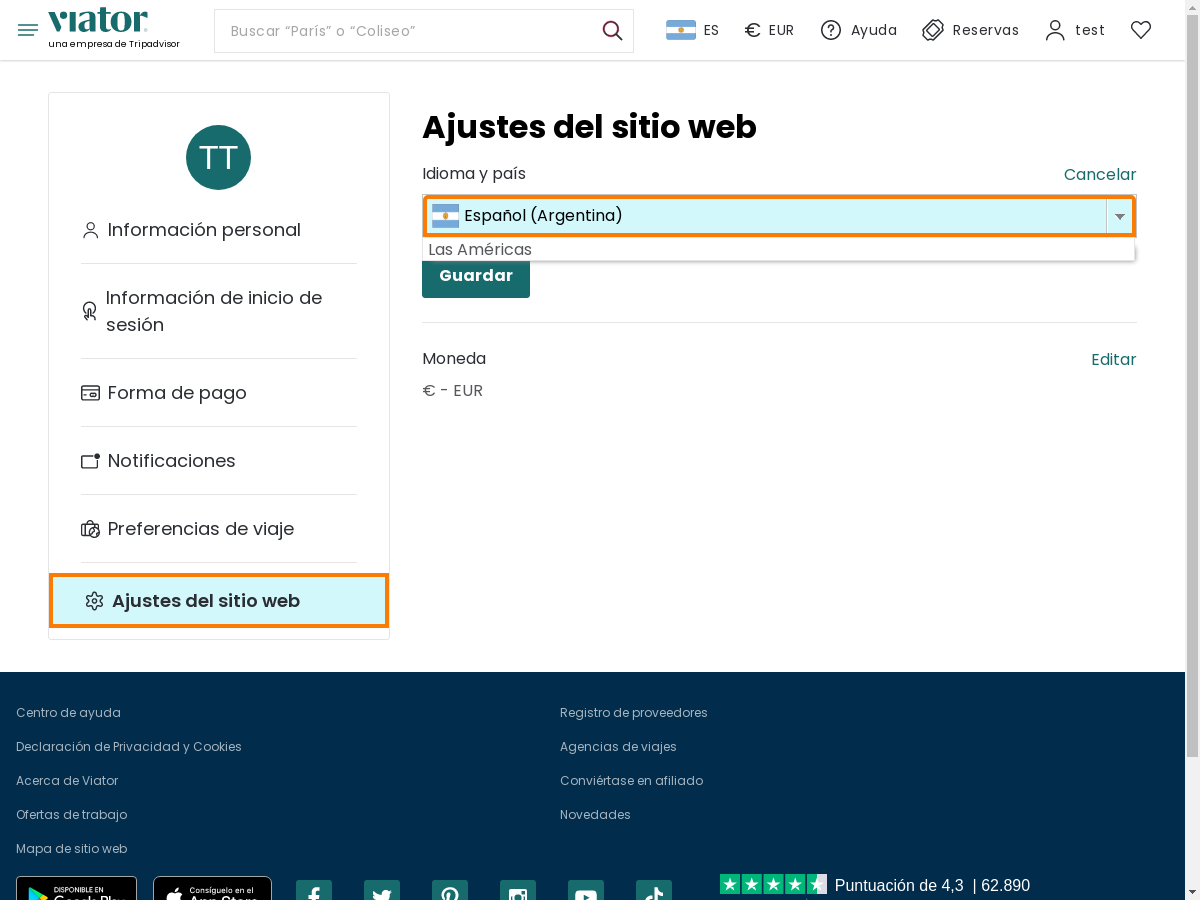 viator
una empresa de Tripadvisor
Buscar “París” o “Coliseo”
ES
€ EUR
Ayuda
Reservas
test
TT
Información personal
Información de inicio de
sesión
Forma de pago
Notificaciones
Preferencias de viaje
Ajustes del sitio web
Ajustes del sitio web
Idioma y país
Cancelar
Español (Argentina)
Las Américas
Guardar
Moneda
Editar
€ - EUR
Centro de ayuda
Declaración de Privacidad y Cookies
Acerca de Viator
Ofertas de trabajo
Mapa de sitio web
Registro de proveedores
Agencias de viajes
Conviértase en afiliado
Novedades
DISPONIBLE EN
Google Play
Consíguelo en el
App Store
Puntuación de 4,3 | 62.890